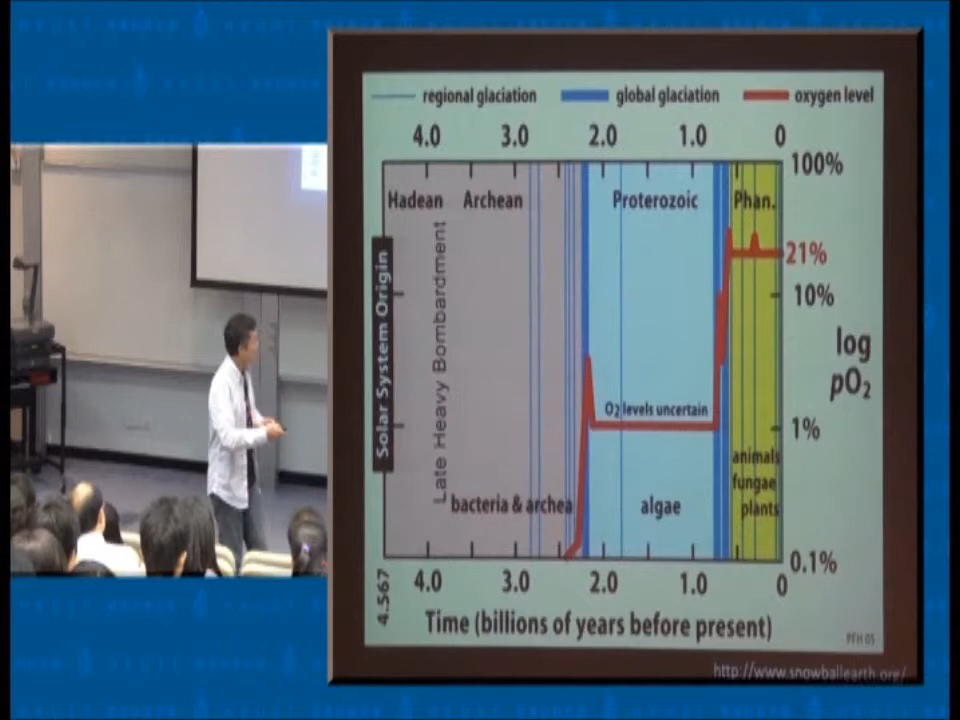 regional glaciation global glaciation oxygen level
4.0 3.0 2.0 1.0 0
100%
Hadean Archean Proterozoic Phan.
Solar System Origin
Late Heavy Bombardment
21%
10%
log
pO2
O2 levels uncertain
1%
animals
fungae
plants
bacteria & archea algae
0.1%
4.567
4.0 3.0 2.0 1.0 0
Time (billions of years before present)
PFH 05
http://www.snowballearth.org/